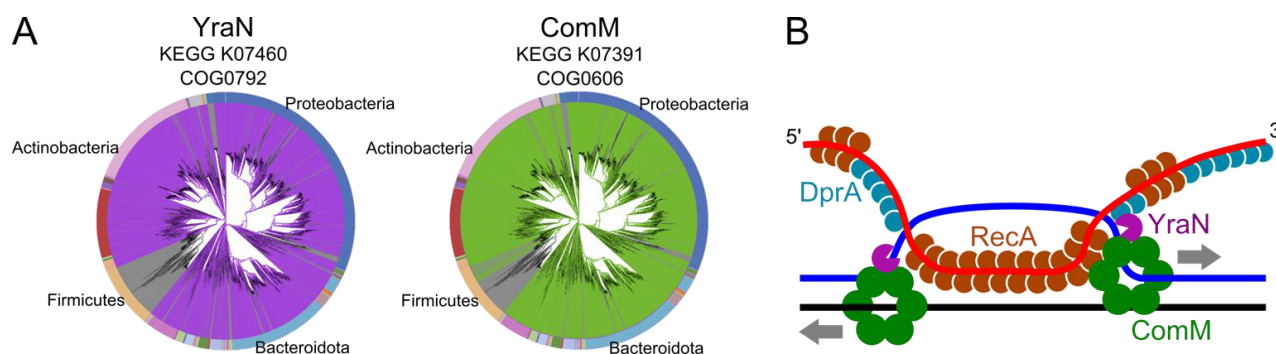 A
YraN
KEGG K07460
COG0792
Proteobacteria
Actinobacteria
Firmicutes
Bacteroidota
ComM
KEGG K07391
COG0606
Proteobacteria
Actinobacteria
Firmicutes
Bacteroidota
B
5'
3'
DprA
RecA
YraN
ComM